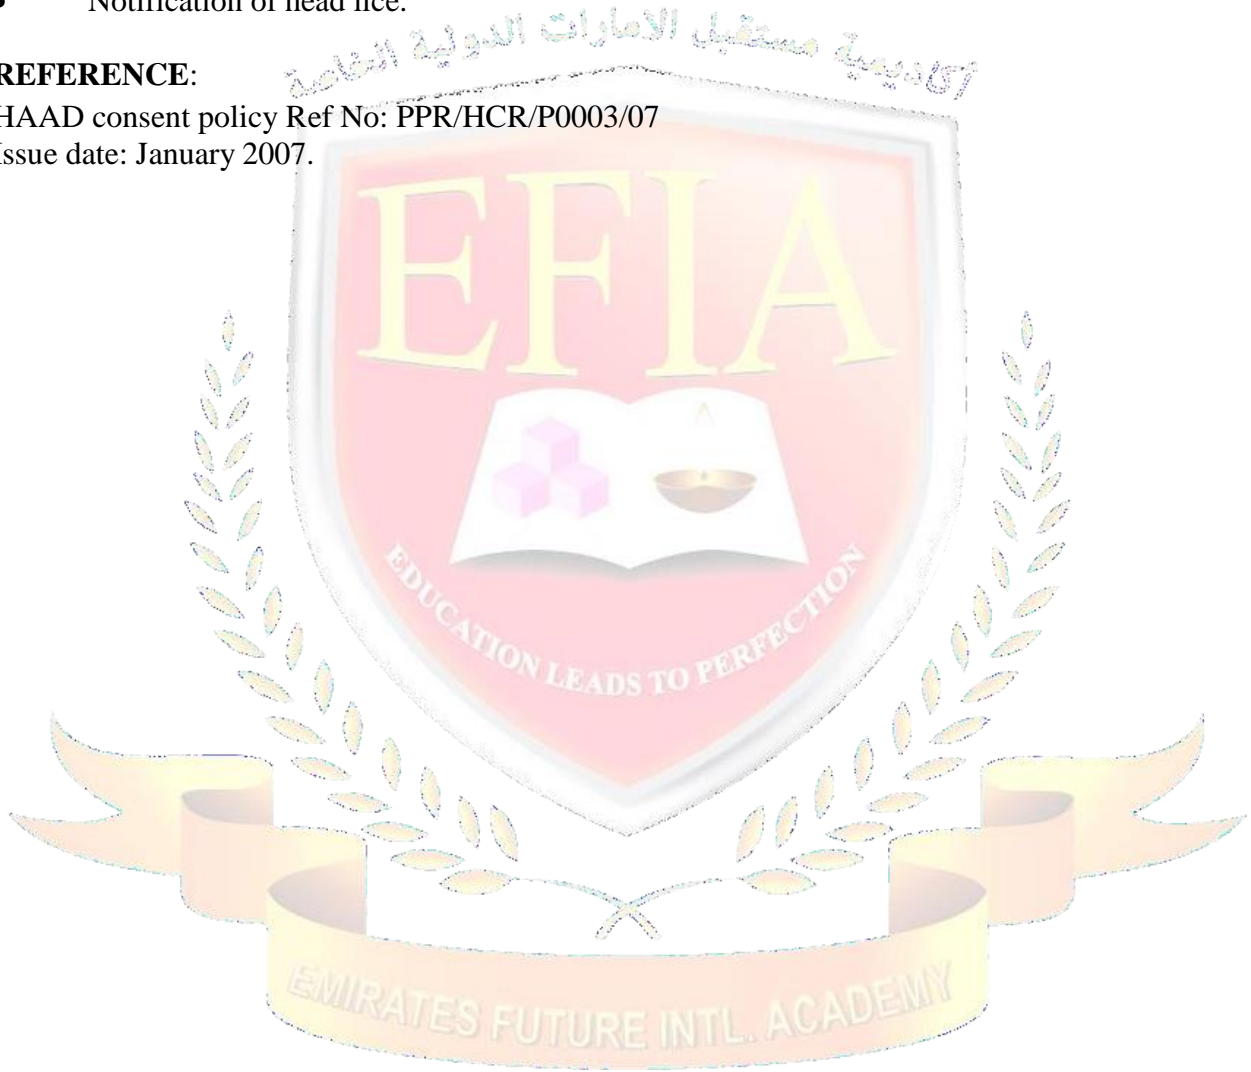 • Notification of head lice.
أكاديمية مستقبل الامارات الدولية الخاصة
REFERENCE:
HAAD consent policy Ref No: PPR/HCR/P0003/07
Issue date: January 2007.
EFIA
EDUCATION LEADS TO PERFECTION
EMIRATES FUTURE INTL. ACADEMY